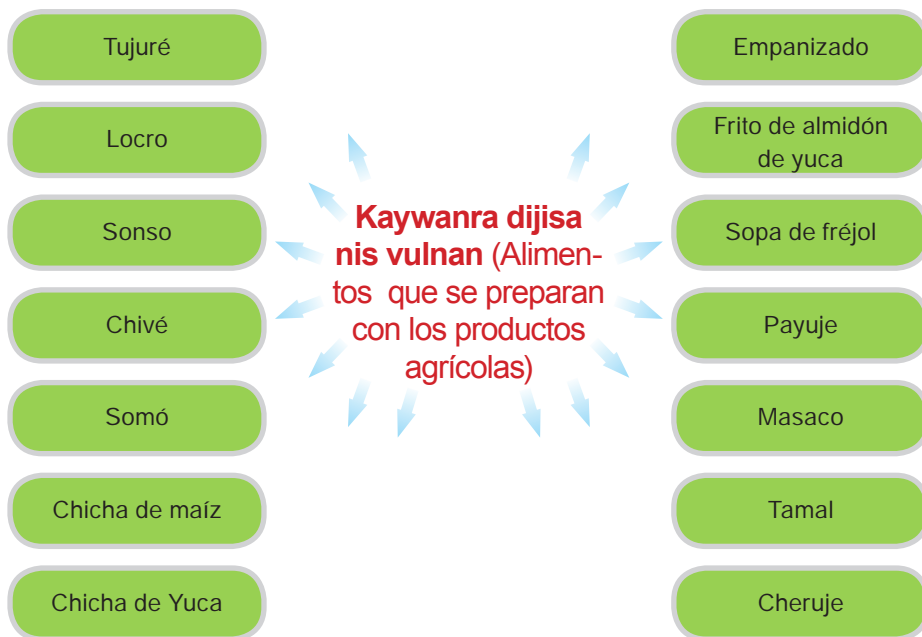 Tujuré
Locro
Sonso
Chivé
Somó
Chicha de maíz
Chicha de Yuca
Kaywanra dijisa
nis vulnan (Alimen-
tos que se preparan
con los productos
agrícolas)
Empanizado
Frito de almidón
de yuca
Sopa de fréjol
Payuje
Masaco
Tamal
Cheruje